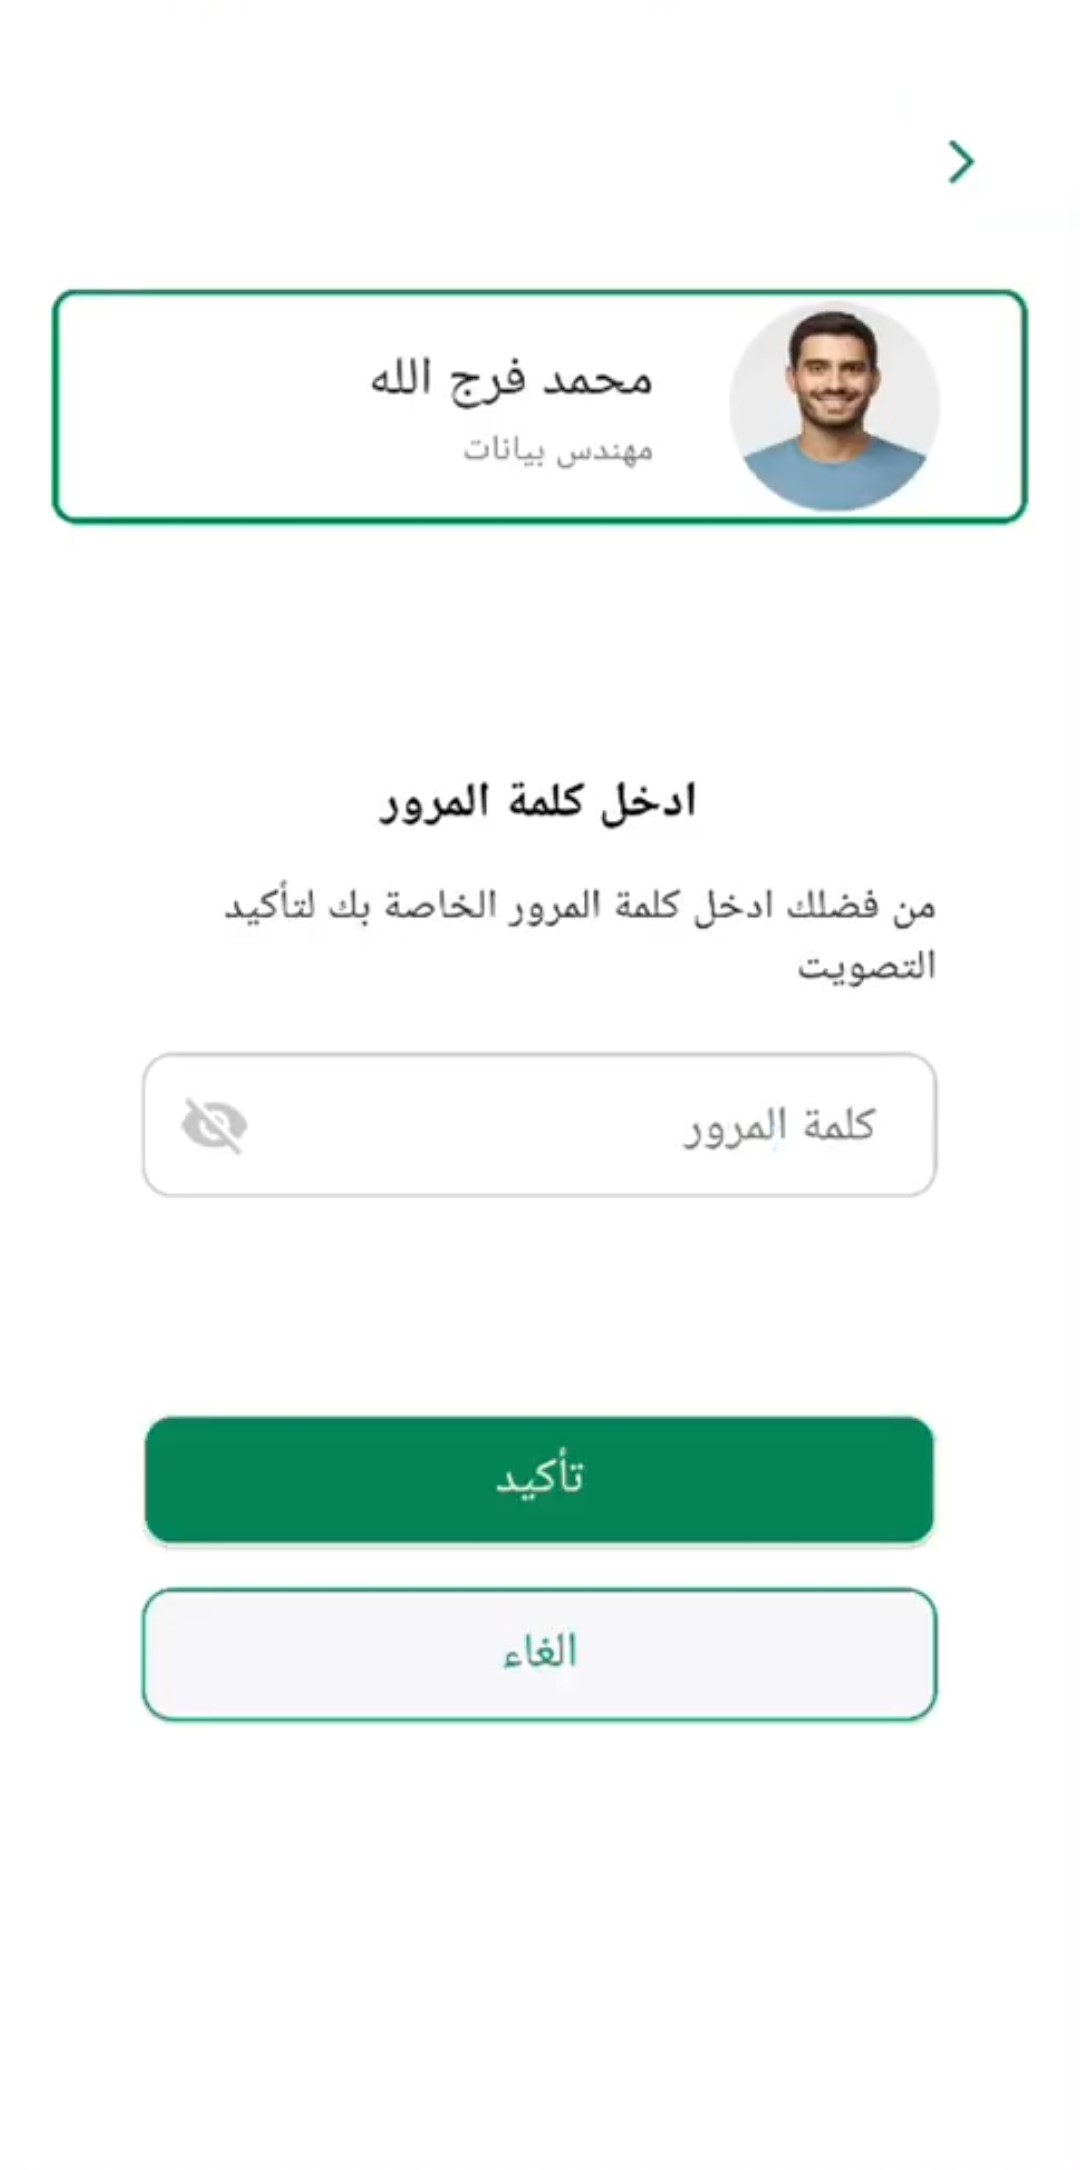 محمد فرج الله
مهندس بيانات
ادخل كلمة المرور
من فضلك ادخل كلمة المرور الخاصة بك لتأكيد
التصويت
كلمة المرور
تأكيد
الغاء